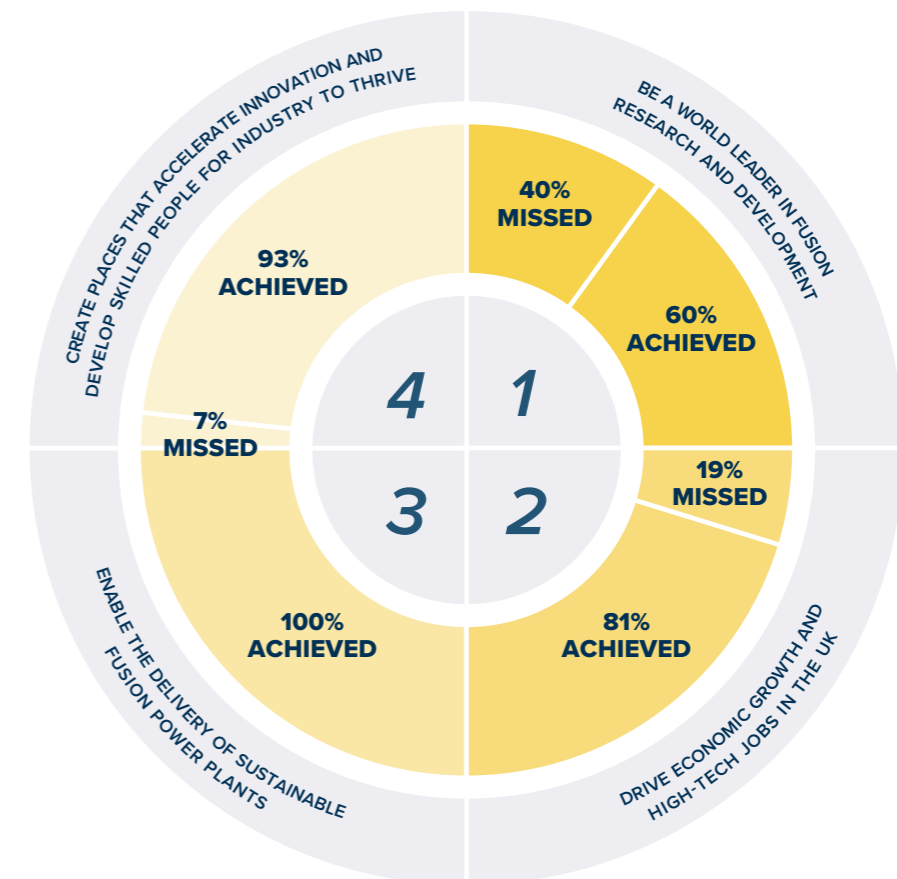 CREATE PLACES THAT ACCELERATE INNOVATION AND
DEVELOP SKILLED PEOPLE FOR INDUSTRY TO THRIVE
BE A WORLD LEADER IN FUSION
RESEARCH AND DEVELOPMENT
40%
MISSED
60%
ACHIEVED
93%
ACHIEVED
7%
MISSED
4
1
3
2
19%
MISSED
81%
ACHIEVED
100%
ACHIEVED
ENABLE THE DELIVERY OF SUSTAINABLE
FUSION POWER PLANTS
DRIVE ECONOMIC GROWTH AND
HIGH-TECH JOBS IN THE UK